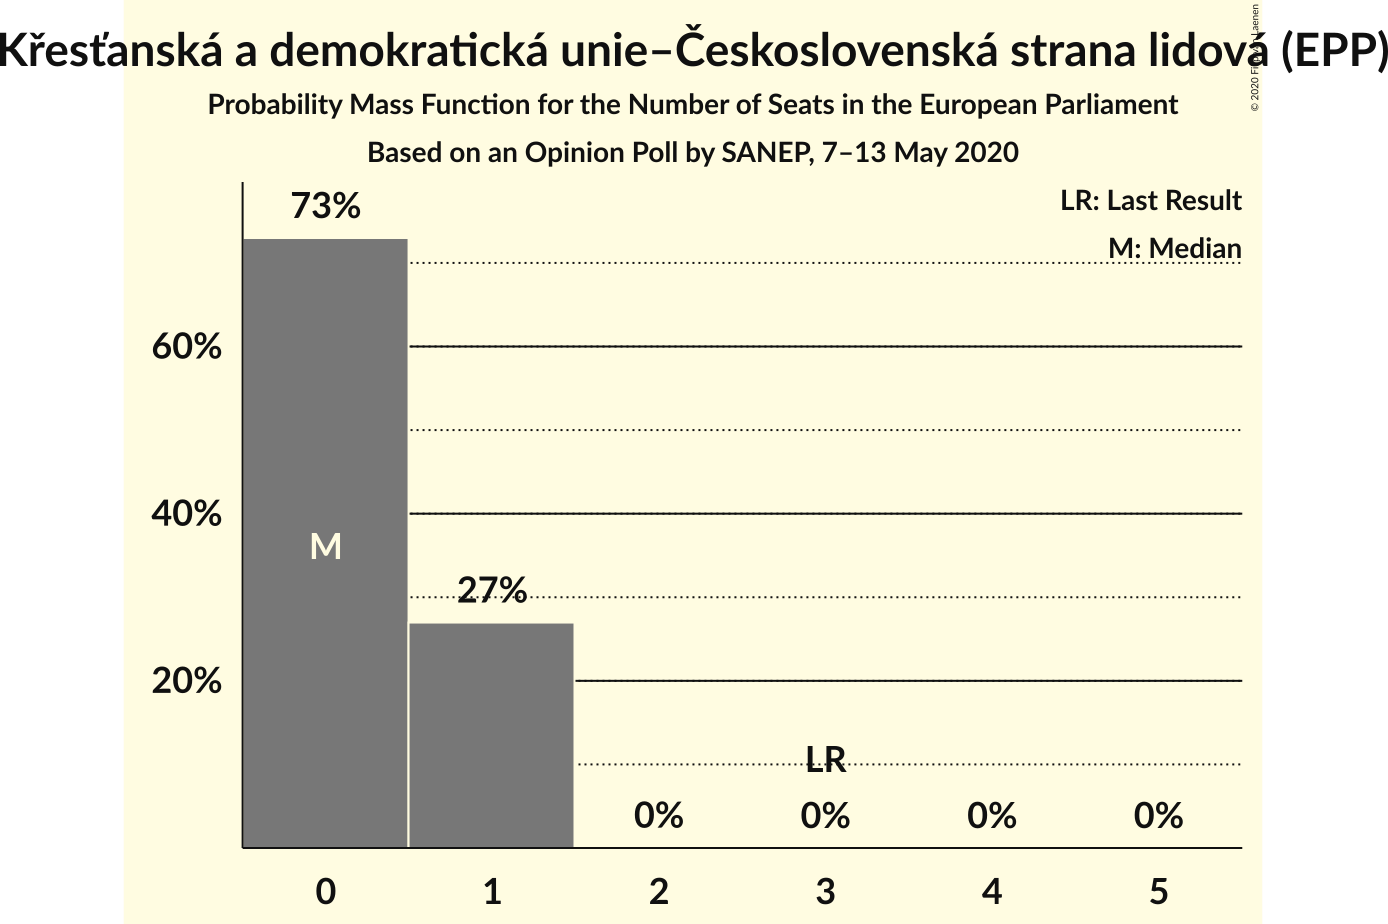 Křesťanská a demokratická unie–Československá strana lidová (EPP)
Probability Mass Function for the Number of Seats in the European Parliament
Based on an Opinion Poll by SANEP, 7–13 May 2020
© 2020 Laenen
LR: Last Result
M: Median
73%
60%
40%
M
27%
20%
LR
0% 0% 0% 0%
0 1 2 3 4 5